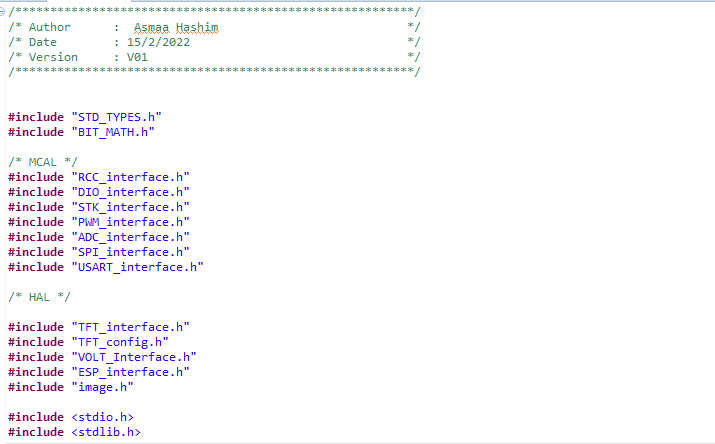 /*********************************************************/
/* Author      :  Asmaa Hashim                           */
/* Date        : 15/2/2022                               */
/* Version     : V01                                     */
/*********************************************************/
#include "STD_TYPES.h"
#include "BIT_MATH.h"
/* MCAL */
#include "RCC_interface.h"
#include "DIO_interface.h"
#include "STK_interface.h"
#include "PWM_interface.h"
#include "ADC_interface.h"
#include "SPI_interface.h"
#include "USART_interface.h"
/* HAL */
#include "TFT_interface.h"
#include "TFT_config.h"
#include "VOLT_Interface.h"
#include "ESP_interface.h"
#include "image.h"
#include <stdio.h>
#include <stdlib.h>